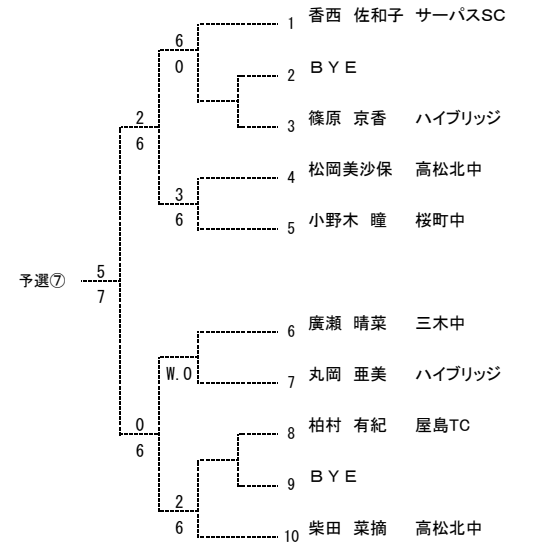 1 香西 佐和子 サーパスSC
6
0
2 ＢＹＥ
3 篠原 京香 ハイブリッジ
2
6
4 松岡美沙保 高松北中
3
6
5 小野木 瞳 桜町中
予選⑦
5
7
6 廣瀬 晴菜 三木中
W.O
7 丸岡 亜美 ハイブリッジ
0
6
8 柏村 有紀 屋島TC
9 ＢＹＥ
2
6
10 柴田 菜摘 高松北中